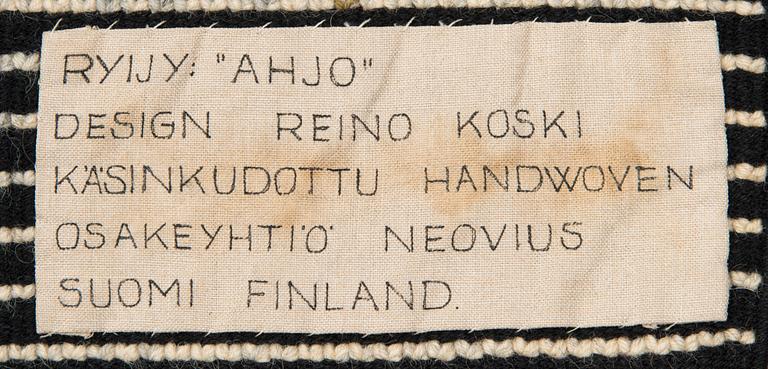 RYIJY: "AHJO"
DESIGN REINO KOSKI
KÄSINKUDOTTU HANDWOVEN
OSAKEYHTIÖ NEOVIUS
SUOMI FINLAND.